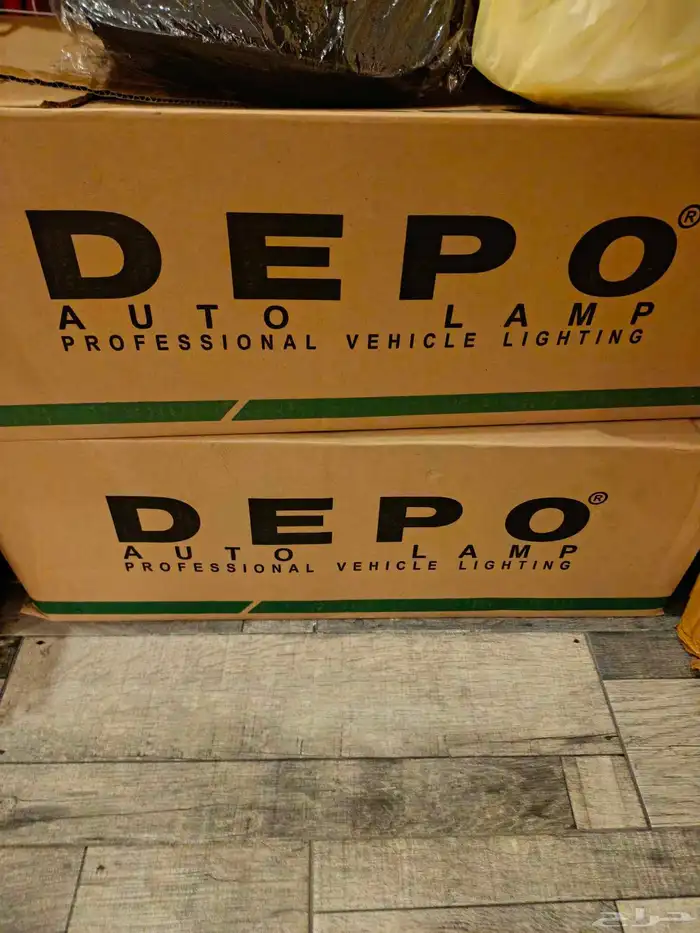 DEPO®
AUTO LAMP
PROFESSIONAL VEHICLE LIGHTING
DEPO®
AUTO LAMP
PROFESSIONAL VEHICLE LIGHTING
حراج